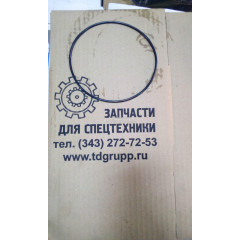 ЗАПЧАСТИ
ДЛЯ СПЕЦТЕХНИКИ
тел. (343) 272-72-53
www.tdgrupp.ru